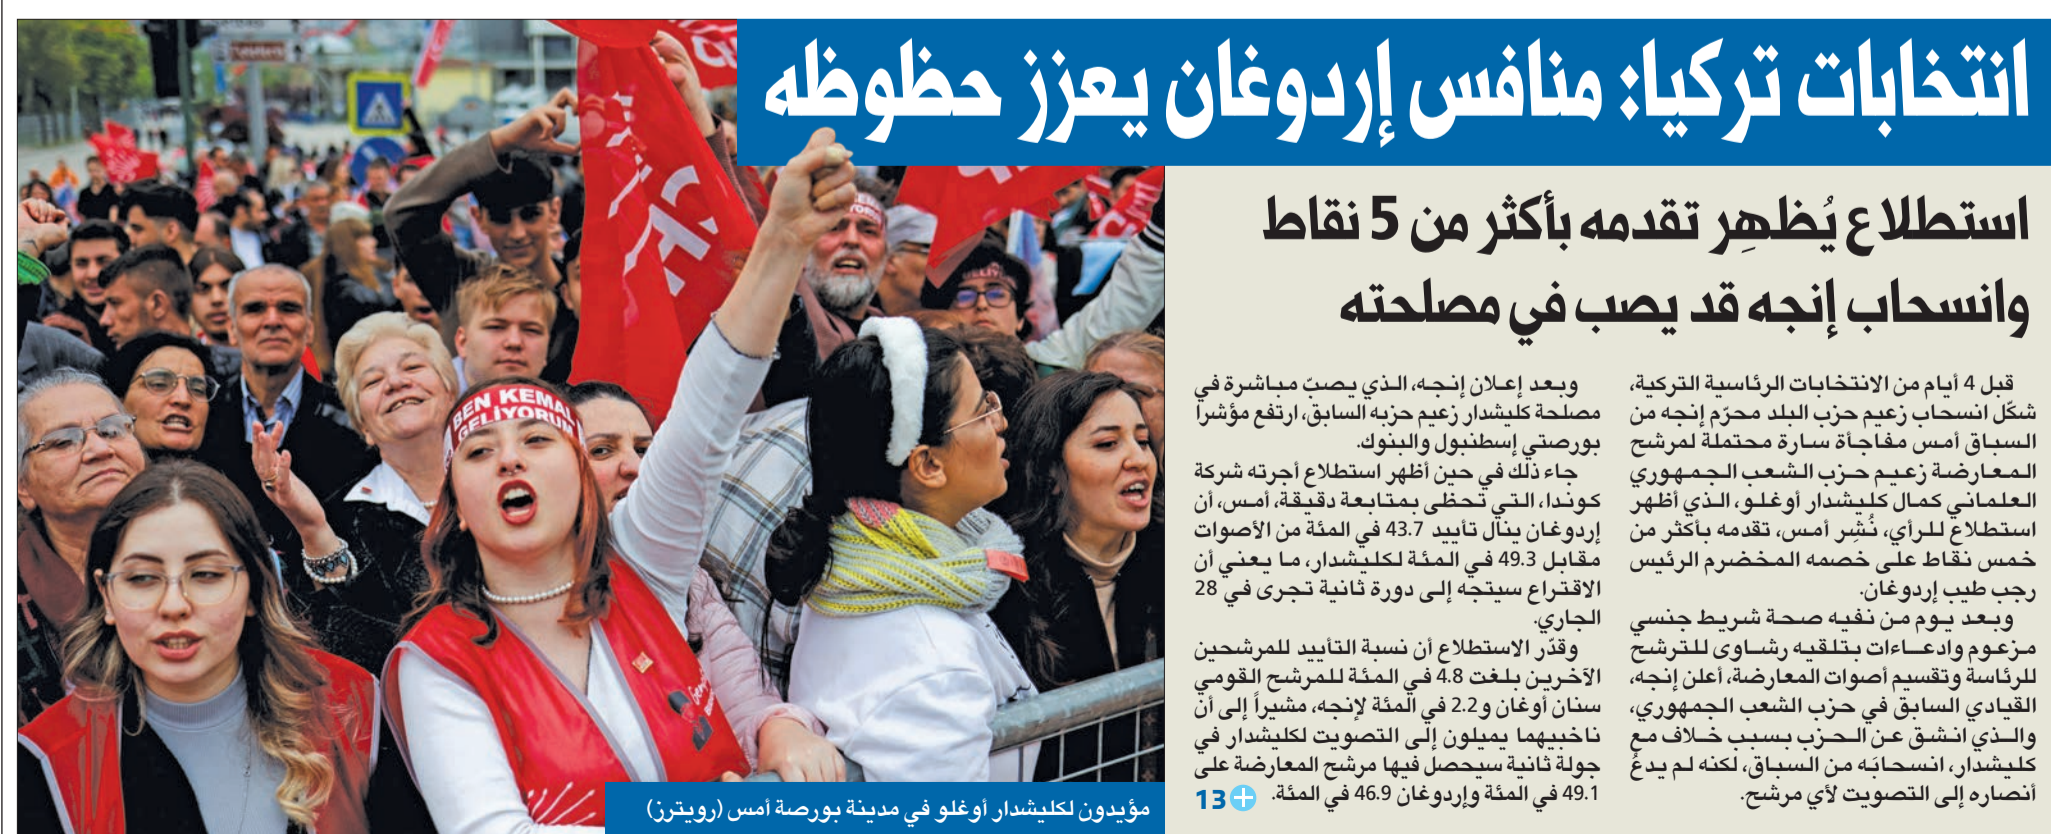 انتخابات تركيا: منافس إردوغان يعزز حظوظه
استطلاع يُظهِر تقدمه بأكثر من 5 نقاط
وانسحاب إنجه قد يصب في مصلحته
قبل 4 أيام من الانتخابات الرئاسية التركية،
شكّل انسحاب زعيم حزب البلد محرّم إنجه من
السباق أمس مفاجأة سارة محتملة لمرشح
المعارضة زعيم حزب الشعب الجمهوري
العلماني كمال كليشدار أوغلو، الذي أظهر
استطلاع للرأي، نُشِر أمس، تقدمه بأكثر من
خمس نقاط على خصمه المخضرم الرئيس
رجب طيب إردوغان.
وبعد يوم من نفيه صحة شريط جنسي
مزعوم وادعاءات بتلقيه رشاوى للترشح
للرئاسة وتقسيم أصوات المعارضة، أعلن إنجه،
القيادي السابق في حزب الشعب الجمهوري،
والذي انشق عن الحزب بسبب خلاف مع
كليشدار، انسحابَه من السباق، لكنه لم يدعُ
أنصاره إلى التصويت لأي مرشح.
وبعد إعلان إنجه، الذي يصبّ مباشرة في
مصلحة كليشدار زعيم حزبه السابق، ارتفع مؤشرا
بورصتي إسطنبول والبنوك.
جاء ذلك في حين أظهر استطلاع أجرته شركة
كوندا، التي تحظى بمتابعة دقيقة، أمس، أن
إردوغان ينال تأييد 43.7 في المئة من الأصوات
مقابل 49.3 في المئة لكليشدار، ما يعني أن
الاقتراع سيتجه إلى دورة ثانية تجرى في 28
الجاري.
وقدّر الاستطلاع أن نسبة التأييد للمرشحين
الآخرين بلغت 4.8 في المئة للمرشح القومي
سنان أوغان و2.2 في المئة لإنجه، مشيراً إلى أن
ناخبيهما يميلون إلى التصويت لكليشدار في
جولة ثانية سيحصل فيها مرشح المعارضة على
49.1 في المئة وإردوغان 46.9 في المئة.
13
BEN KEMAL
GELİYORUM
مؤيدون لكليشدار أوغلو في مدينة بورصة أمس (رويترز)